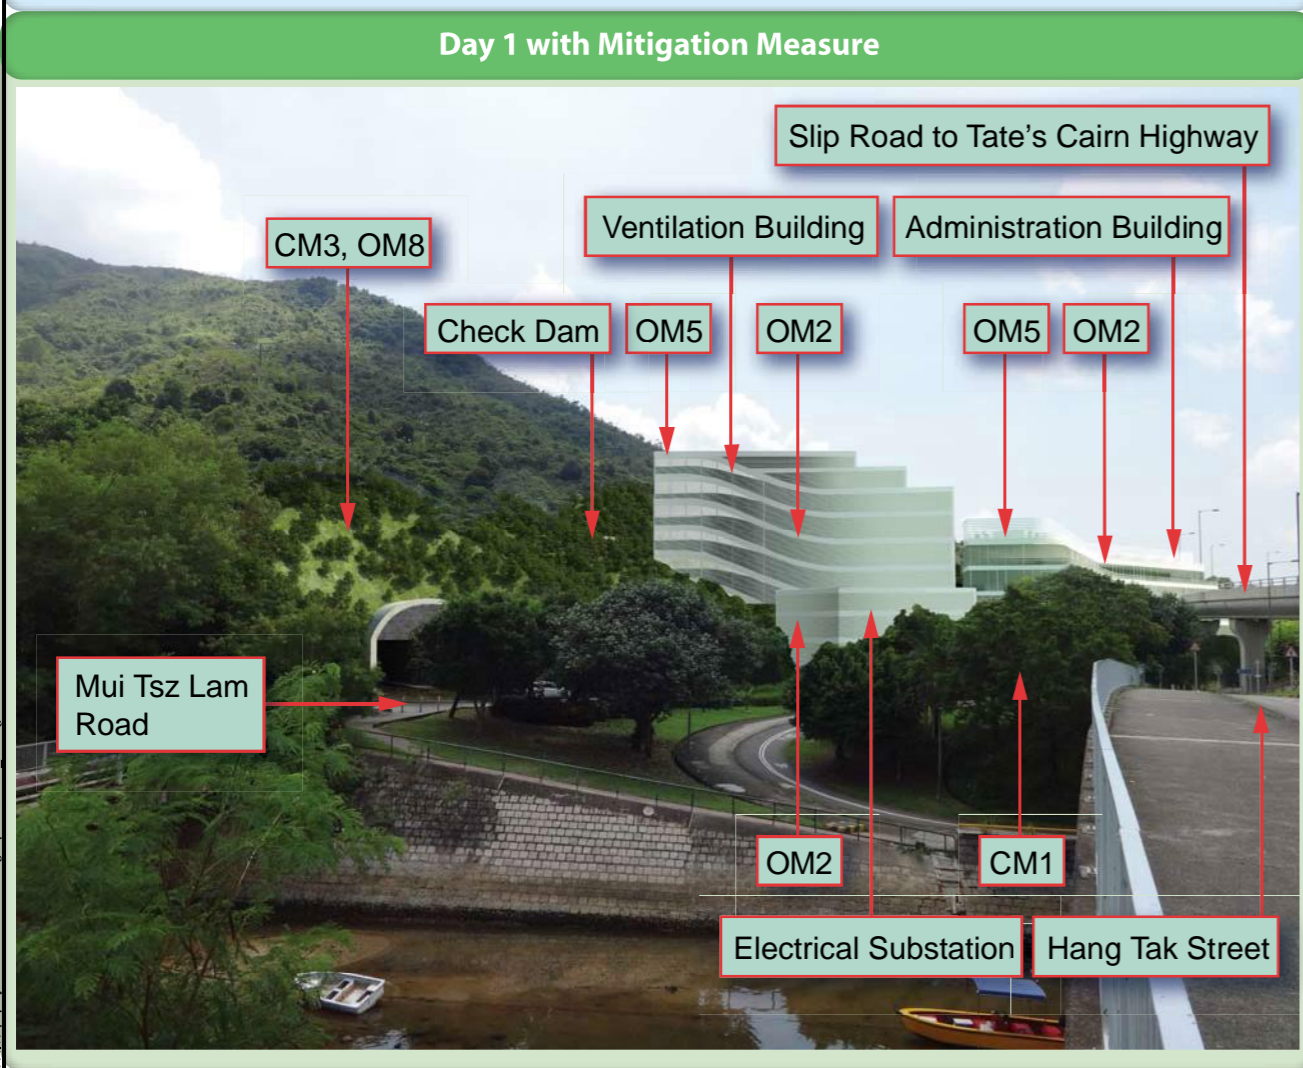 Day 1 with Mitigation Measure
Slip Road to Tate's Cairn Highway
CM3, OM8
Ventilation Building
Administration Building
Check Dam
OM5
OM2
OM5
OM2
Mui Tsz Lam
Road
OM2
CM1
Electrical Substation
Hang Tak Street